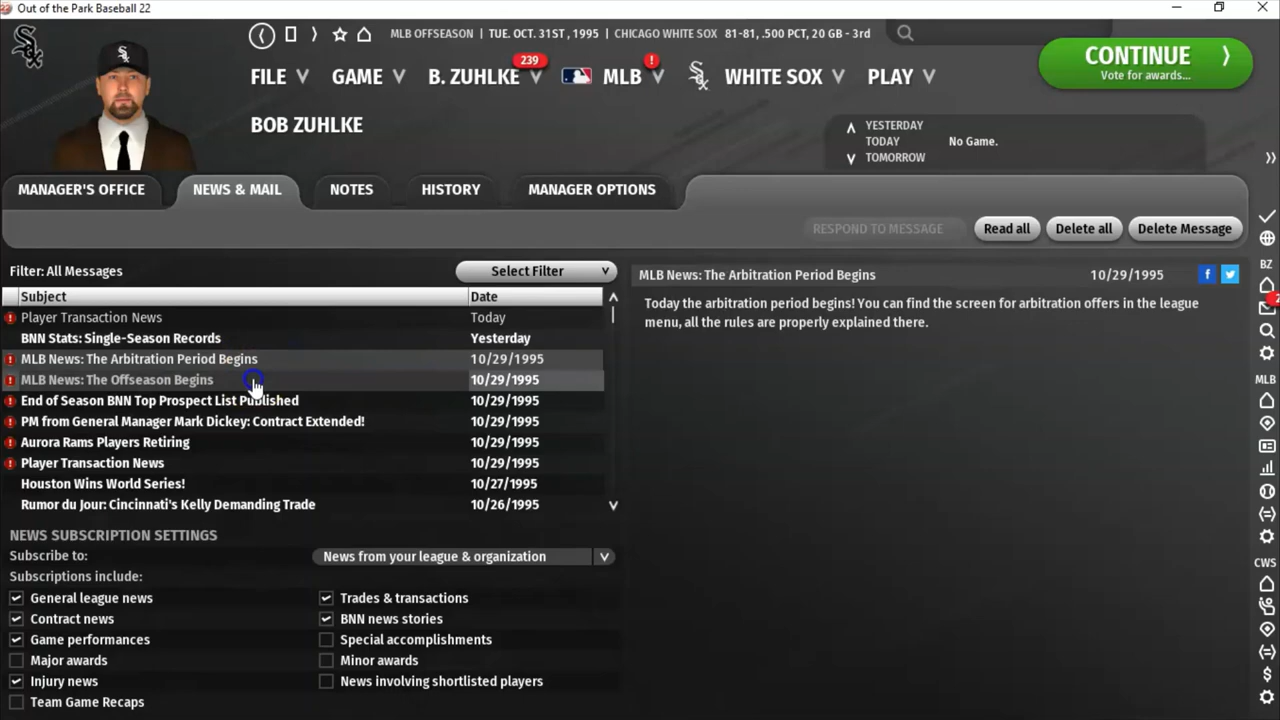 Out of the Park Baseball 22
MLB OFFSEASON | TUE. OCT. 31ST, 1995 | CHICAGO WHITE SOX 81-81, .500 PCT, 20 GB - 3rd
FILE GAME B. ZUHLKE 239 MLB ! WHITE SOX PLAY
CONTINUE
Vote for awards...
BOB ZUHLKE
YESTERDAY
TODAY No Game.
TOMORROW
MANAGER'S OFFICE NEWS & MAIL NOTES HISTORY MANAGER OPTIONS
RESPOND TO MESSAGE Read all Delete all Delete Message
Filter: All Messages Select Filter
Subject Date
Player Transaction News Today
BNN Stats: Single-Season Records Yesterday
MLB News: The Arbitration Period Begins 10/29/1995
MLB News: The Offseason Begins 10/29/1995
End of Season BNN Top Prospect List Published 10/29/1995
PM from General Manager Mark Dickey: Contract Extended! 10/29/1995
Aurora Rams Players Retiring 10/29/1995
Player Transaction News 10/29/1995
Houston Wins World Series! 10/27/1995
Rumor du Jour: Cincinnati's Kelly Demanding Trade 10/26/1995
MLB News: The Arbitration Period Begins 10/29/1995
Today the arbitration period begins! You can find the screen for arbitration offers in the league
menu, all the rules are properly explained there.
NEWS SUBSCRIPTION SETTINGS
Subscribe to: News from your league & organization
Subscriptions include:
General league news Trades & transactions
Contract news BNN news stories
Game performances Special accomplishments
Major awards Minor awards
Injury news News involving shortlisted players
Team Game Recaps
BZ
2
MLB
CWS